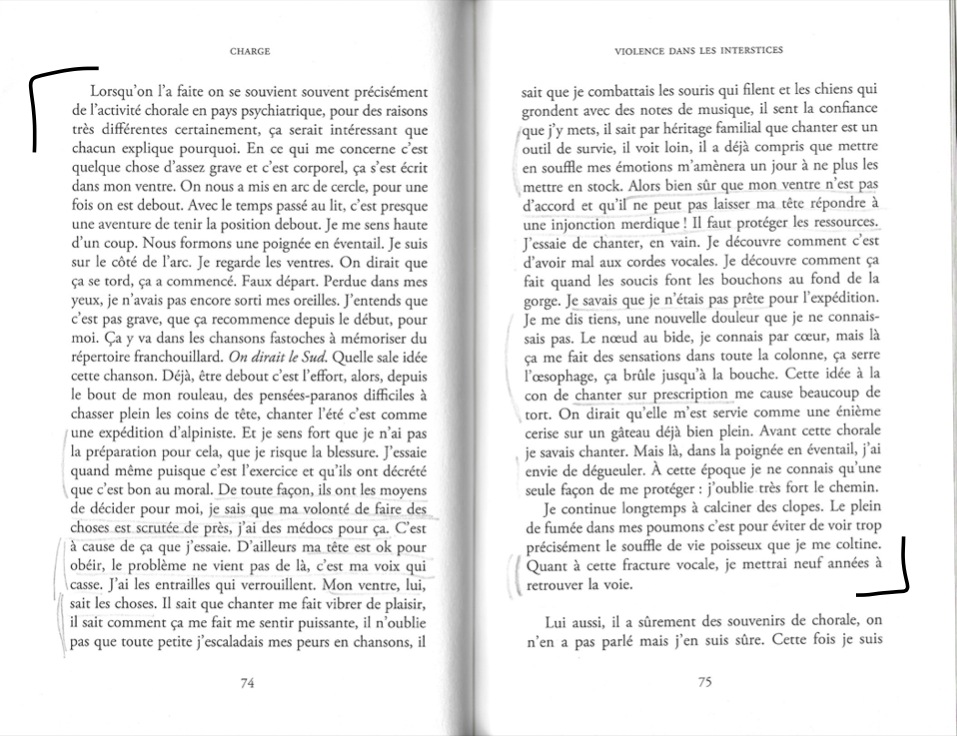 CHARGE
Lorsqu'on l'a faite on se souvient souvent précisément
de l'activité chorale en pays psychiatrique, pour des raisons
très différentes certainement, ça serait intéressant que
chacun explique pourquoi. En ce qui me concerne c'est
quelque chose d'assez grave et c'est corporel, ça s'est écrit
dans mon ventre. On nous a mis en arc de cercle, pour une
fois on est debout. Avec le temps passé au lit, c'est presque
une aventure de tenir la position debout. Je me sens haute
d'un coup. Nous formons une poignée en éventail. Je suis
sur le côté de l'arc. Je regarde les ventres. On dirait que
ça se tord, ça a commencé. Faux départ. Perdue dans mes
yeux, je n'avais pas encore sorti mes oreilles. J'entends que
c'est pas grave, que ça recommence depuis le début, pour
moi. Ça y va dans les chansons fastoches à mémoriser du
répertoire franchouillard. On dirait le Sud. Quelle sale idée
cette chanson. Déjà, être debout c'est l'effort, alors, depuis
le bout de mon rouleau, des pensées-paranos difficiles à
chasser plein les coins de tête, chanter l'été c'est comme
une expédition d'alpiniste. Et je sens fort que je n'ai pas
la préparation pour cela, que je risque la blessure. J'essaie
quand même puisque c'est l'exercice et qu'ils ont décrété
que c'est bon au moral. De toute façon, ils ont les moyens
de décider pour moi, je sais que ma volonté de faire des
choses est scrutée de près, j'ai des médocs pour ça. C'est
à cause de ça que j'essaie. D'ailleurs ma tête est ok pour
obéir, le problème ne vient pas de là, c'est ma voix qui
casse. J'ai les entrailles qui verrouillent. Mon ventre, lui,
sait les choses. Il sait que chanter me fait vibrer de plaisir,
il sait comment ça me fait me sentir puissante, il n'oublie
pas que toute petite j'escaladais mes peurs en chansons, il
74
VIOLENCE DANS LES INTERSTICES
sait que je combattais les souris qui filent et les chiens qui
grondent avec des notes de musique, il sent la confiance
que j'y mets, il sait par héritage familial que chanter est un
outil de survie, il voit loin, il a déjà compris que mettre
en souffle mes émotions m'amènera un jour à ne plus les
mettre en stock. Alors bien sûr que mon ventre n'est pas
d'accord et qu'il ne peut pas laisser ma tête répondre à
une injonction merdique ! Il faut protéger les ressources.
J'essaie de chanter, en vain. Je découvre comment c'est
d'avoir mal aux cordes vocales. Je découvre comment ça
fait quand les soucis font les bouchons au fond de la
gorge. Je savais que je n'étais pas prête pour l'expédition.
Je me dis tiens, une nouvelle douleur que je ne connais-
sais pas. Le nœud au bide, je connais par cœur, mais là
ça me fait des sensations dans toute la colonne, ça serre
l'œsophage, ça brûle jusqu'à la bouche. Cette idée à la
con de chanter sur prescription me cause beaucoup de
tort. On dirait qu'elle m'est servie comme une énième
cerise sur un gâteau déjà bien plein. Avant cette chorale
je savais chanter. Mais là, dans la poignée en éventail, j'ai
envie de dégueuler. À cette époque je ne connais qu'une
seule façon de me protéger : j'oublie très fort le chemin.
Je continue longtemps à calciner des clopes. Le plein
de fumée dans mes poumons c'est pour éviter de voir trop
précisément le souffle de vie poisseux que je me coltine.
Quant à cette fracture vocale, je mettrai neuf années à
retrouver la voie.
Lui aussi, il a sûrement des souvenirs de chorale, on
n'en a pas parlé mais j'en suis sûre. Cette fois je suis
75